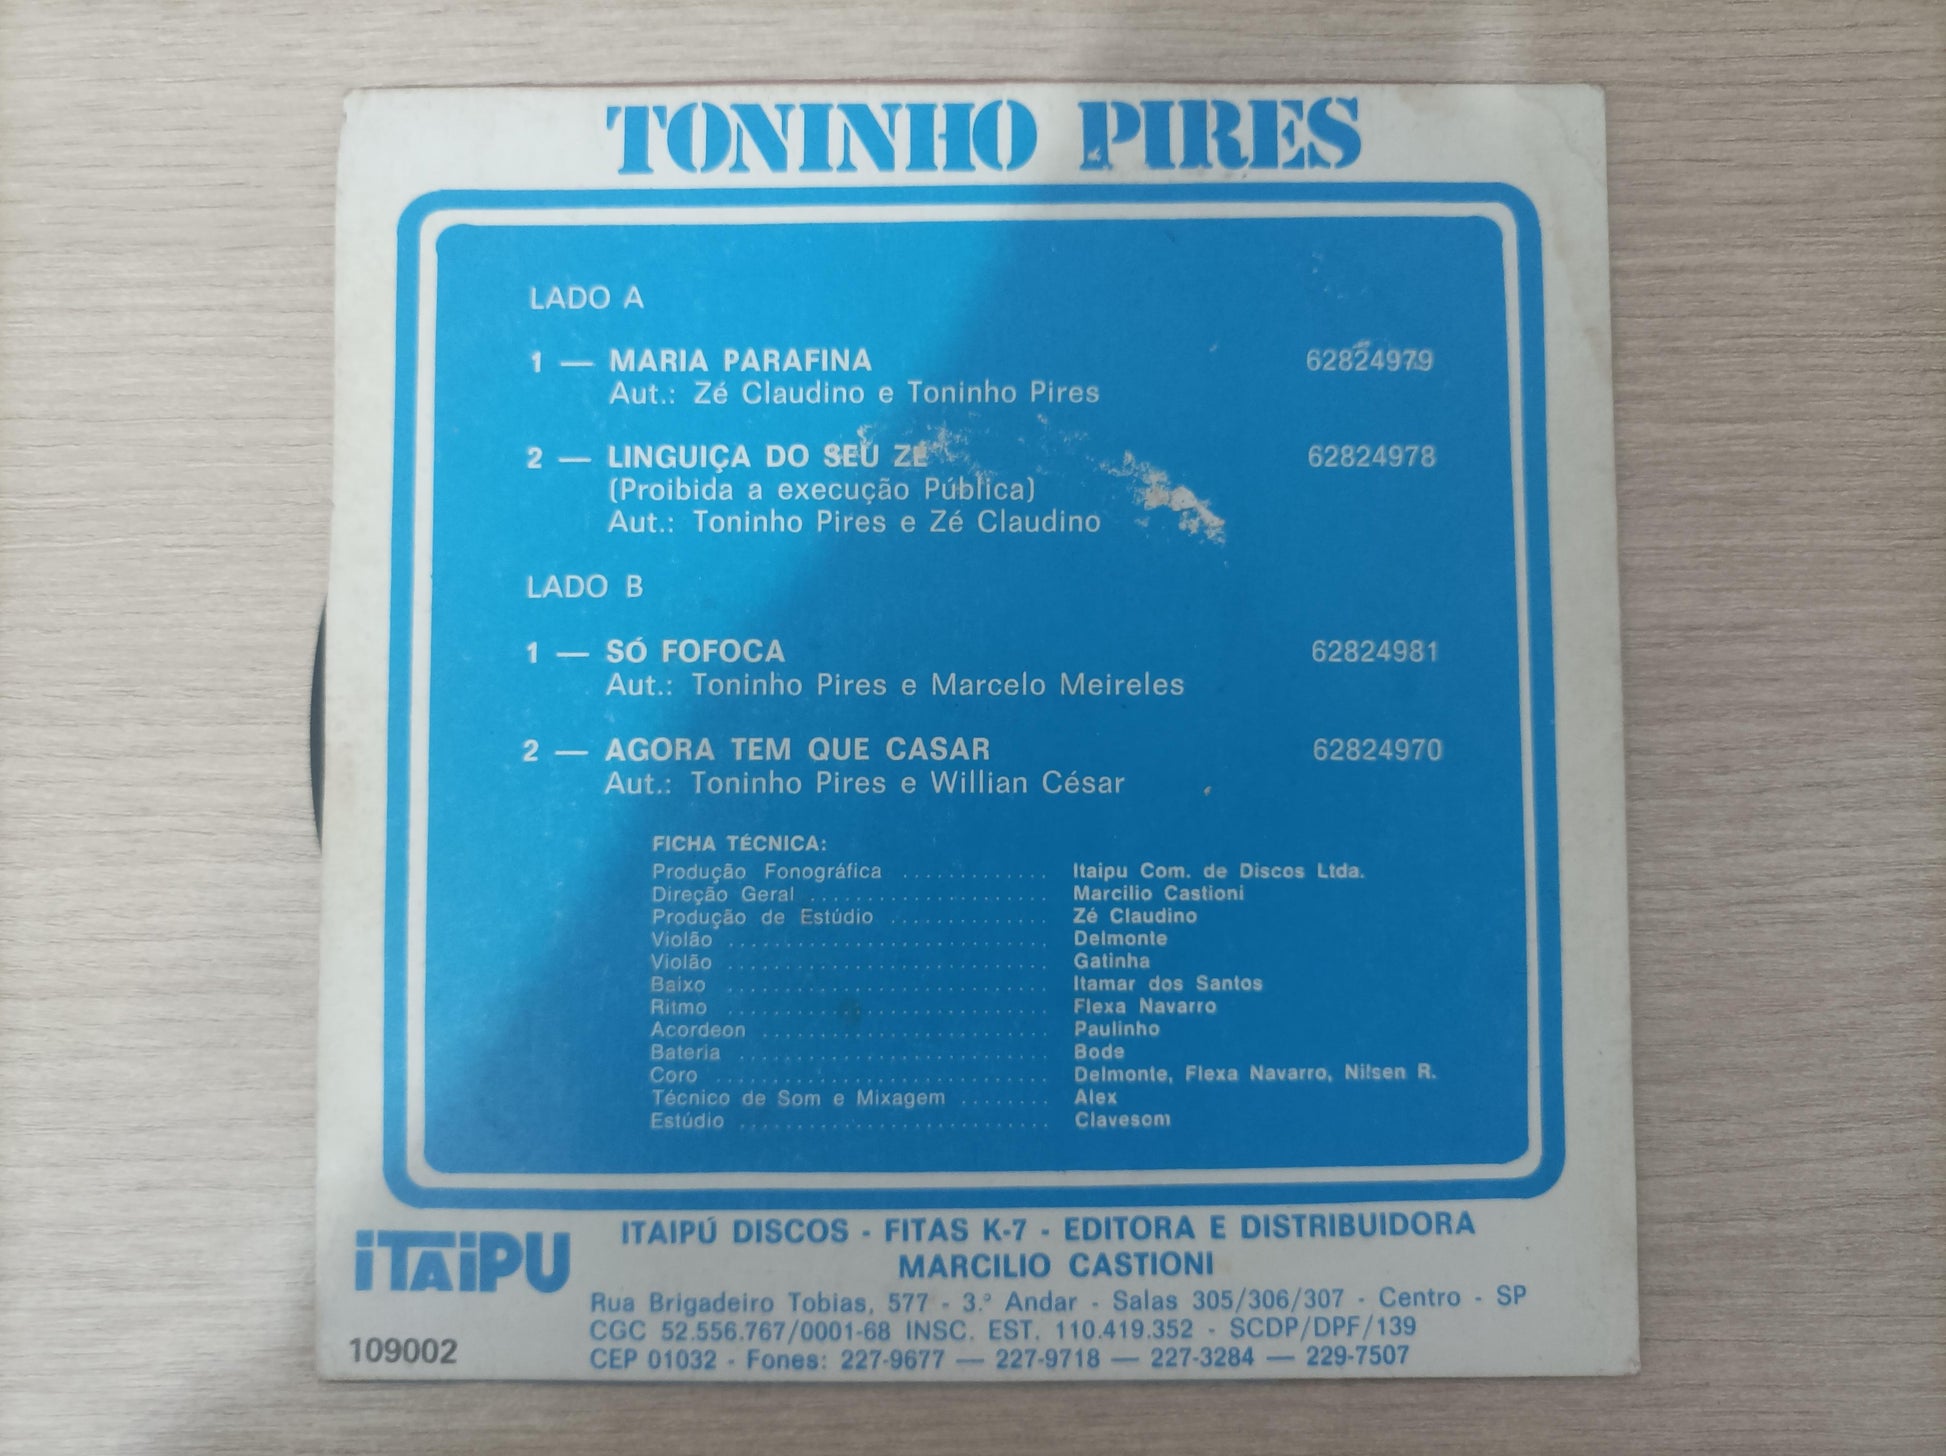 TONINHO PIRES
LADO A
1 — MARIA PARAFINA 62824979
Aut.: Zé Claudino e Toninho Pires
2 — LINGUIÇA DO SEU ZÉ 62824978
(Proibida a execução Pública)
Aut.: Toninho Pires e Zé Claudino
LADO B
1 — SÓ FOFOCA 62824981
Aut.: Toninho Pires e Marcelo Meireles
2 — AGORA TEM QUE CASAR 62824970
Aut.: Toninho Pires e Willian César
FICHA TÉCNICA:
Produção Fonográfica ............. Itaipu Com. de Discos Ltda.
Direção Geral ...................... Marcilio Castioni
Produção de Estúdio .............. Zé Claudino
Violão .............................. Delmonte
Violão .............................. Gatinha
Baixo .............................. Itamar dos Santos
Ritmo .............................. Flexa Navarro
Acordeon ......................... Paulinho
Bateria ............................ Bode
Coro .............................. Delmonte, Flexa Navarro, Nilsen R.
Técnico de Som e Mixagem ........ Alex
Estúdio ............................ Clavesom
iTAiPU
ITAIPÚ DISCOS - FITAS K-7 - EDITORA E DISTRIBUIDORA
MARCILIO CASTIONI
Rua Brigadeiro Tobias, 577 - 3.º Andar - Salas 305/306/307 - Centro - SP
CGC 52.556.767/0001-68 INSC. EST. 110.419.352 - SCDP/DPF/139
CEP 01032 - Fones: 227-9677 — 227-9718 — 227-3284 — 229-7507
109002